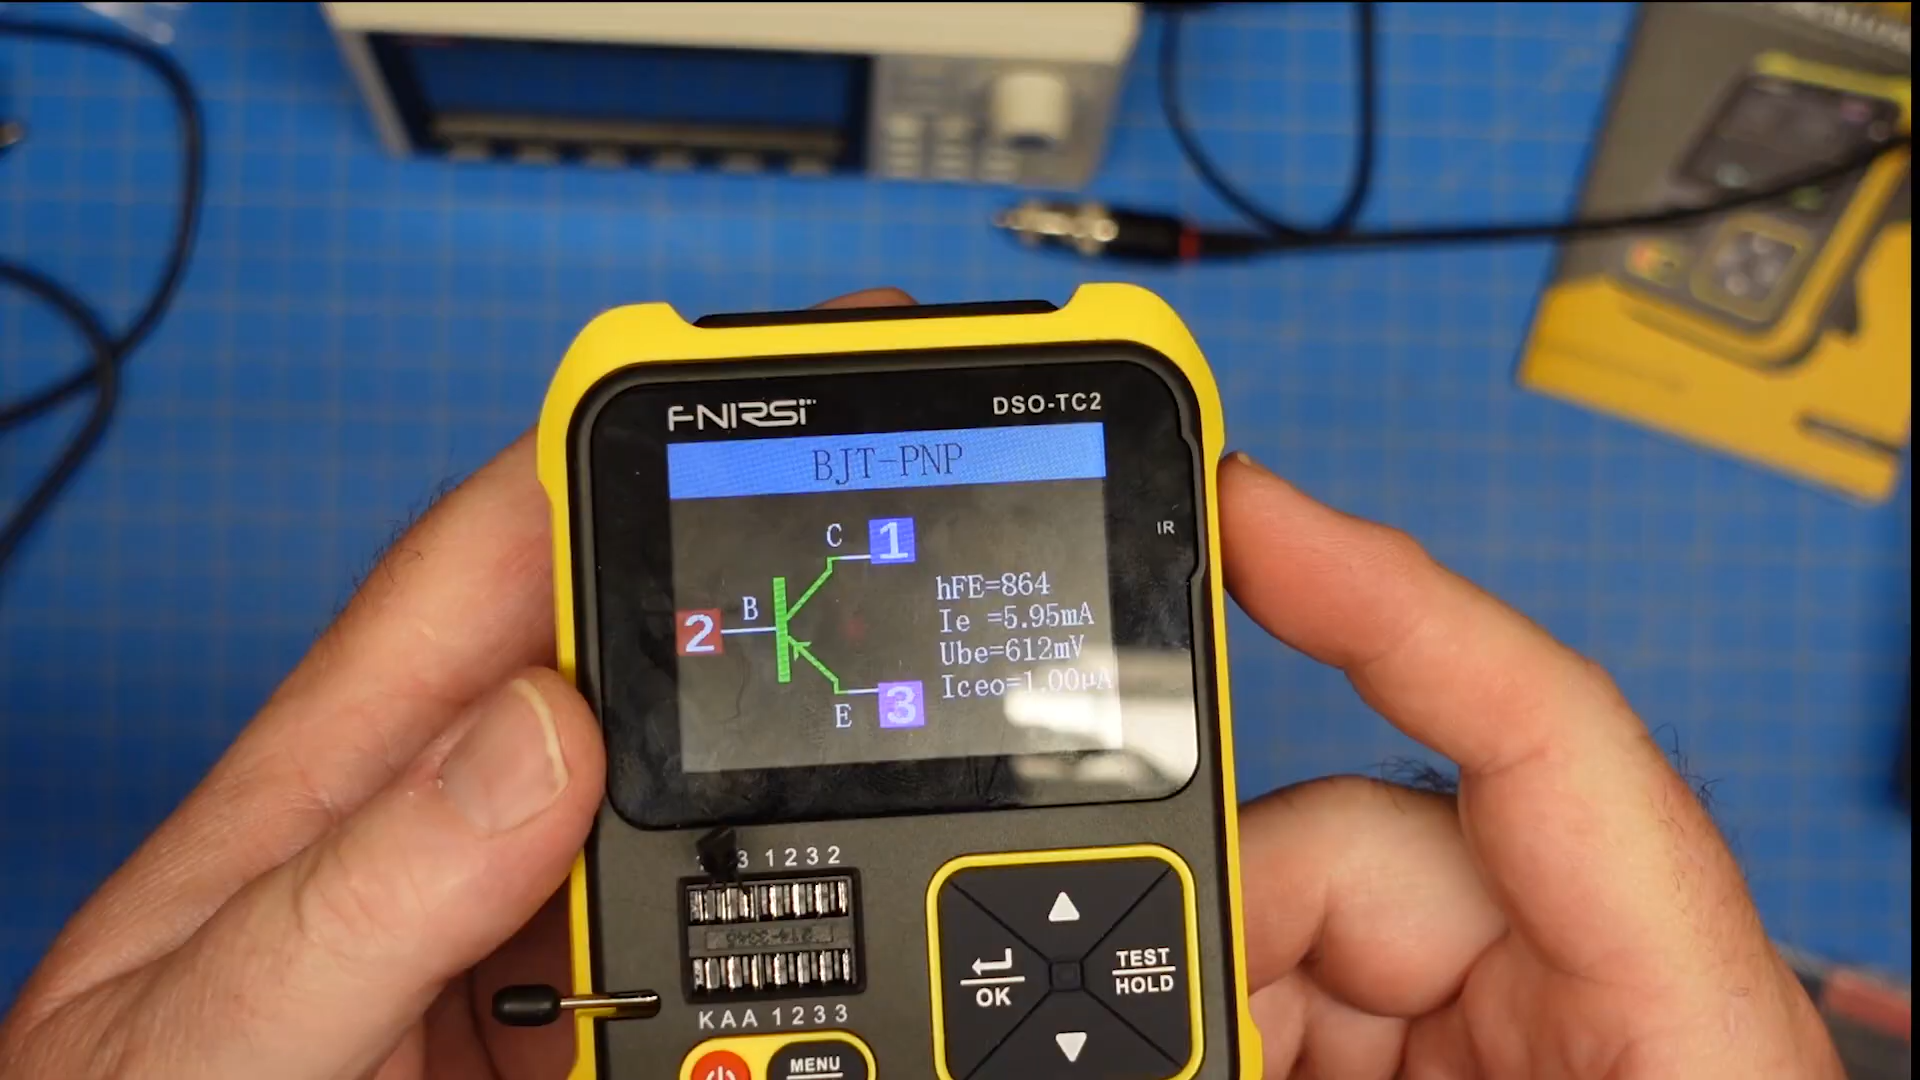 FNIRSI
DSO-TC2
BJT-PNP
C 1
IR
hFE=864
2 B
Ie =5.95mA
Ube=612mV
Iceo=1.00μA
E 3
3 1 2 3 2
K A A 1 2 3 3
OK
TEST
HOLD
MENU